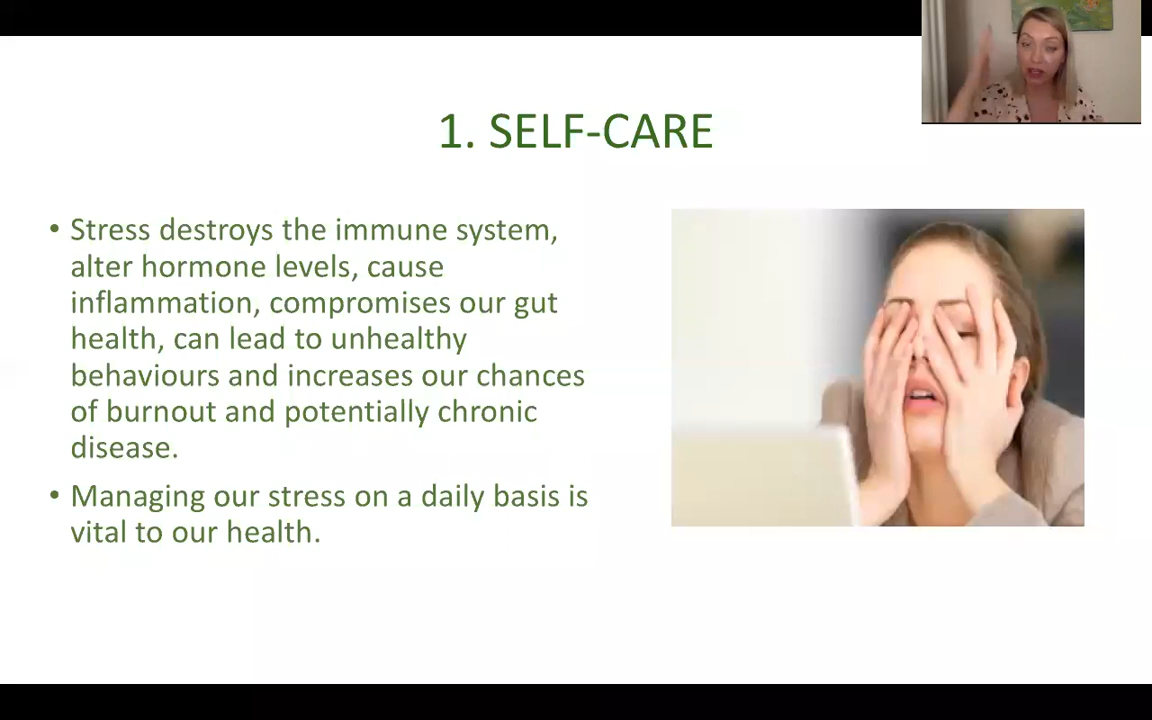 1. SELF-CARE
• Stress destroys the immune system,
alter hormone levels, cause
inflammation, compromises our gut
health, can lead to unhealthy
behaviours and increases our chances
of burnout and potentially chronic
disease.
• Managing our stress on a daily basis is
vital to our health.